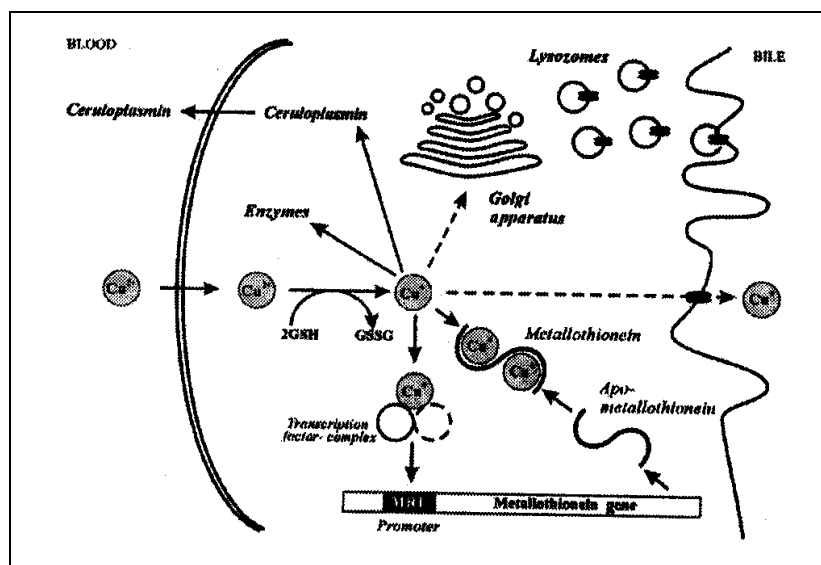 BLOOD
Lysozomes
BILE
Ceruloplasmin
Ceruloplasmin
Golgi
apparatus
Enzymes
2GSH
GSSG
Metallothionein
Apo-
metallothionein
Transcription
factor- complex
Metallothionein gene
Promoter